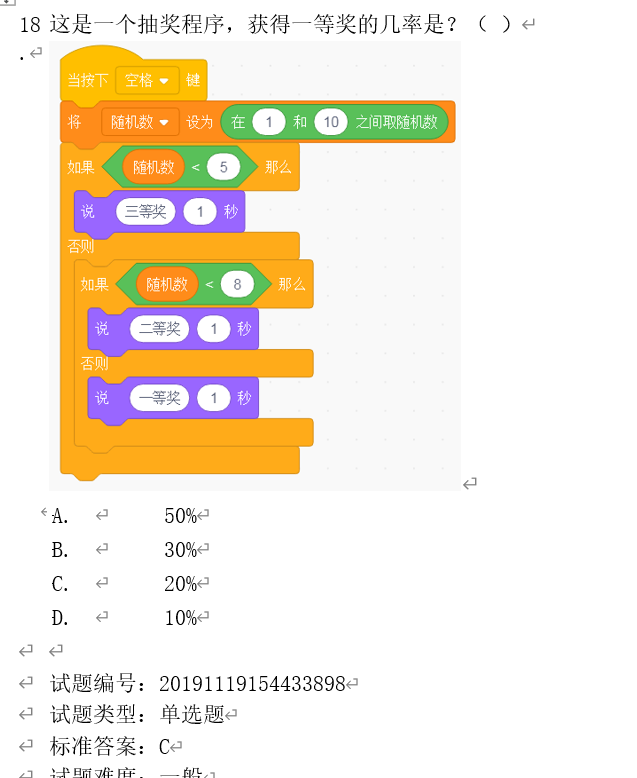 18 这是一个抽奖程序，获得一等奖的几率是？（ ）
.
当按下 空格 键
将 随机数 设为 在 1 和 10 之间取随机数
如果 随机数 < 5 那么
说 三等奖 1 秒
否则
如果 随机数 < 8 那么
说 二等奖 1 秒
否则
说 一等奖 1 秒
A. 50%
B. 30%
C. 20%
D. 10%
试题编号：20191119154433898
试题类型：单选题
标准答案：C
试题难度：一般